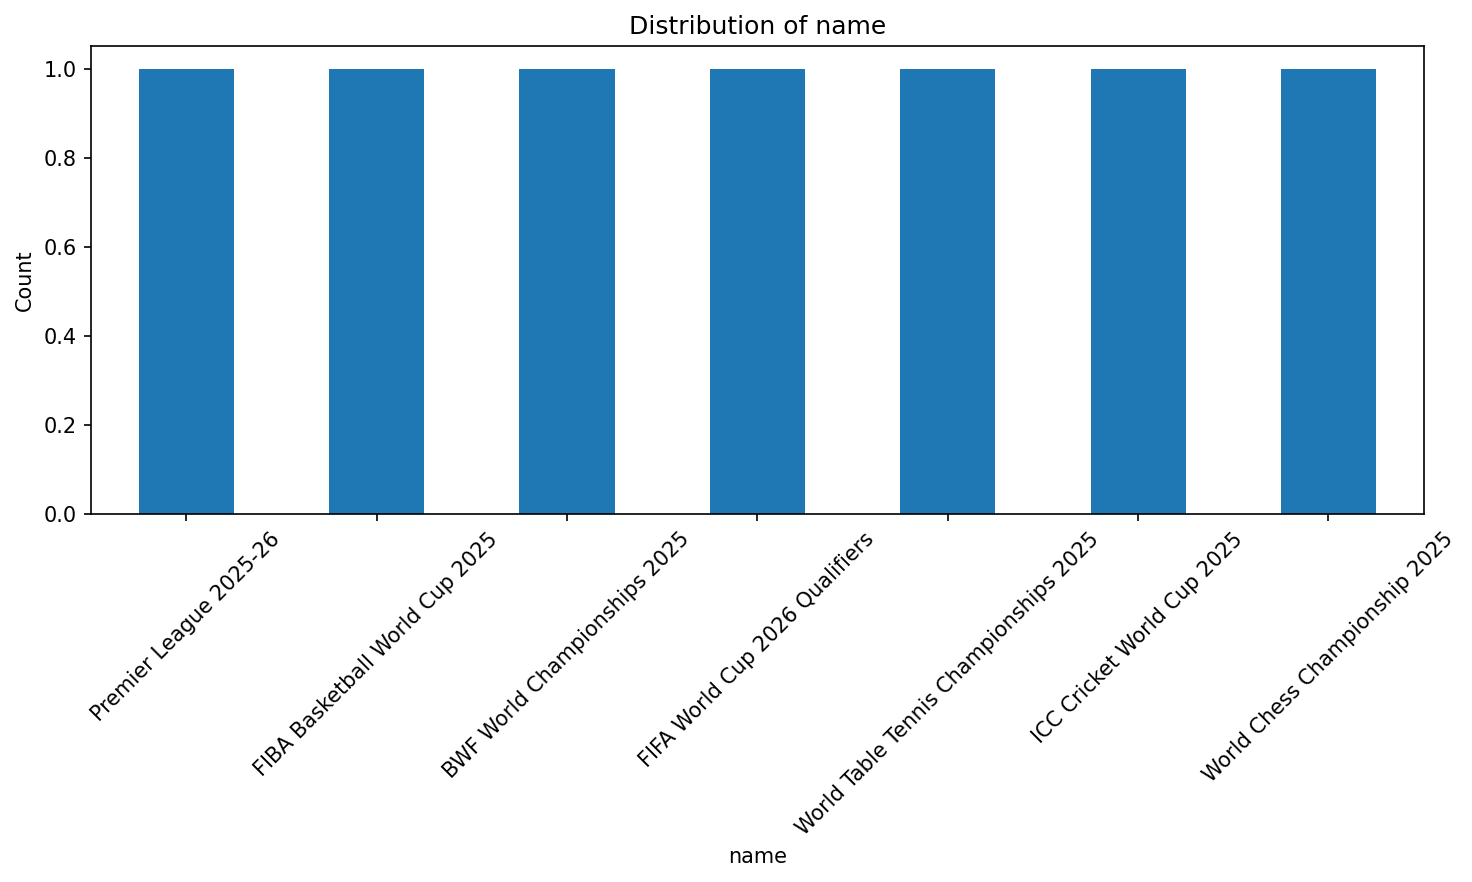 Distribution of name
Count
1.0
0.8
0.6
0.4
0.2
0.0
Premier League 2025-26
FIBA Basketball World Cup 2025
BWF World Championships 2025
FIFA World Cup 2026 Qualifiers
World Table Tennis Championships 2025
ICC Cricket World Cup 2025
World Chess Championship 2025
name